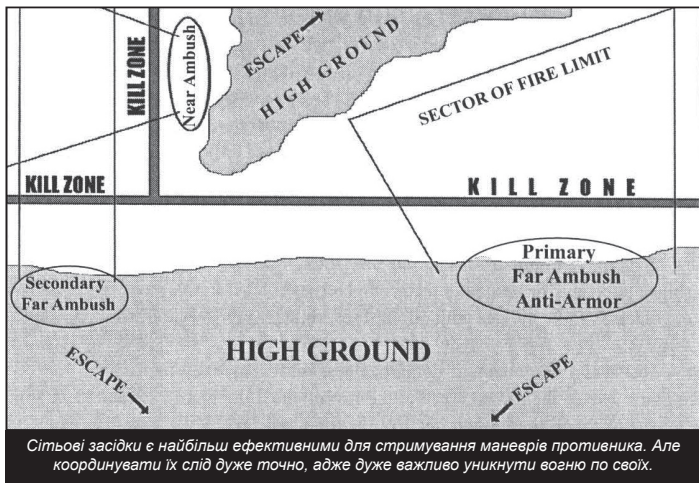 ESCAPE
HIGH GROUND
KILL ZONE
Near Ambush
SECTOR OF FIRE LIMIT
KILL ZONE
KILL ZONE
Primary
Far Ambush
Anti-Armor
Secondary
Far Ambush
HIGH GROUND
ESCAPE
ESCAPE
Сітьові засідки є найбільш ефективними для стримування маневрів противника. Але
координувати їх слід дуже точно, адже дуже важливо уникнути вогню по своїх.